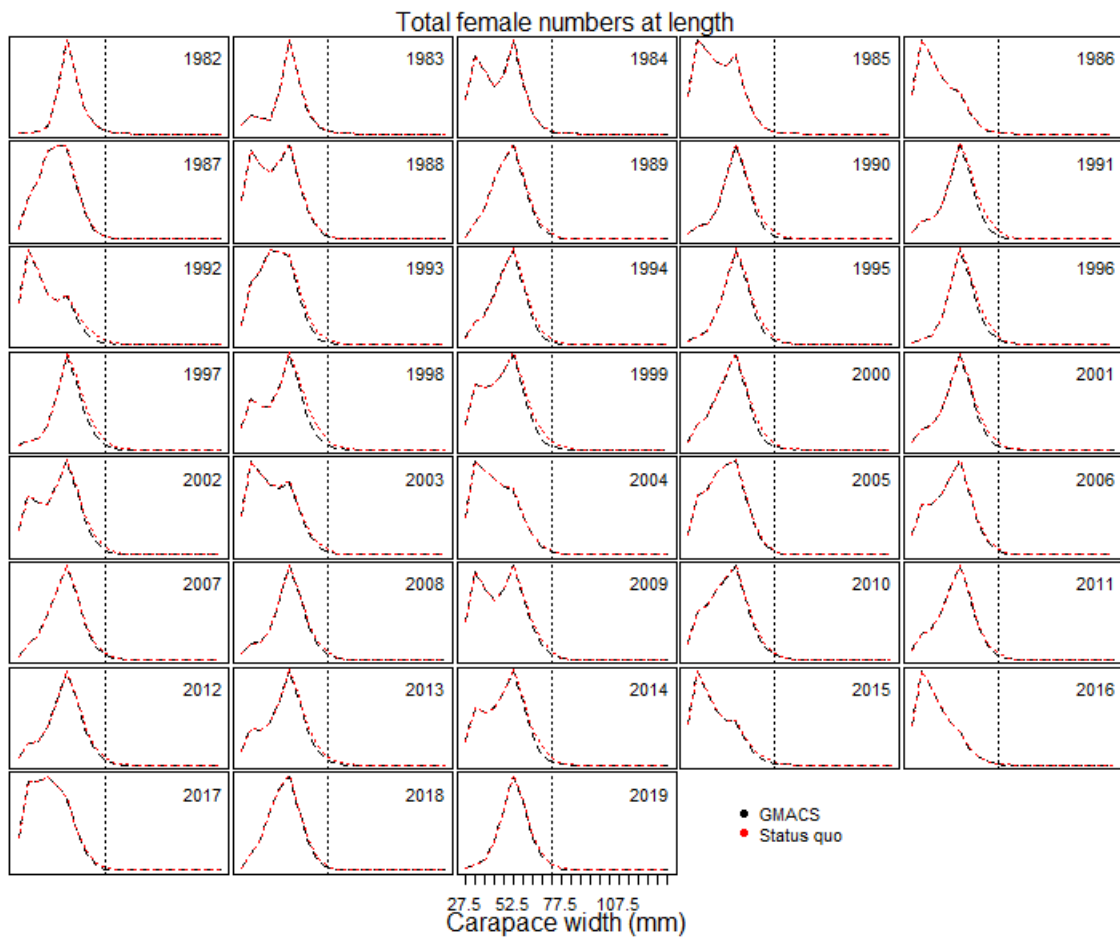 Total female numbers at length
1982 1983 1984 1985 1986
1987 1988 1989 1990 1991
1992 1993 1994 1995 1996
1997 1998 1999 2000 2001
2002 2003 2004 2005 2006
2007 2008 2009 2010 2011
2012 2013 2014 2015 2016
2017 2018 2019
GMACS
Status quo
27.5 52.5 77.5 107.5
Carapace width (mm)